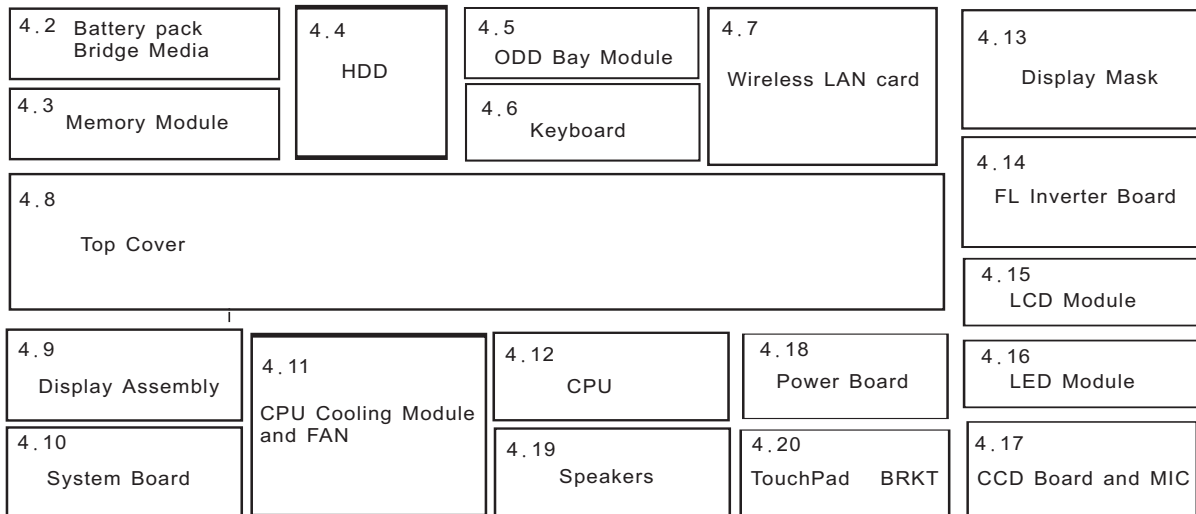 4.2 Battery pack
Bridge Media
4.3
Memory Module
4.4
HDD
4.5
ODD Bay Module
4.6
Keyboard
4.7
Wireless LAN card
4.8
Top Cover
4.9
Display Assembly
4.10
System Board
4.11
CPU Cooling Module
and FAN
4.12
CPU
4.19
Speakers
4.18
Power Board
4.20
TouchPad BRKT
4.13
Display Mask
4.14
FL Inverter Board
4.15
LCD Module
4.16
LED Module
4.17
CCD Board and MIC